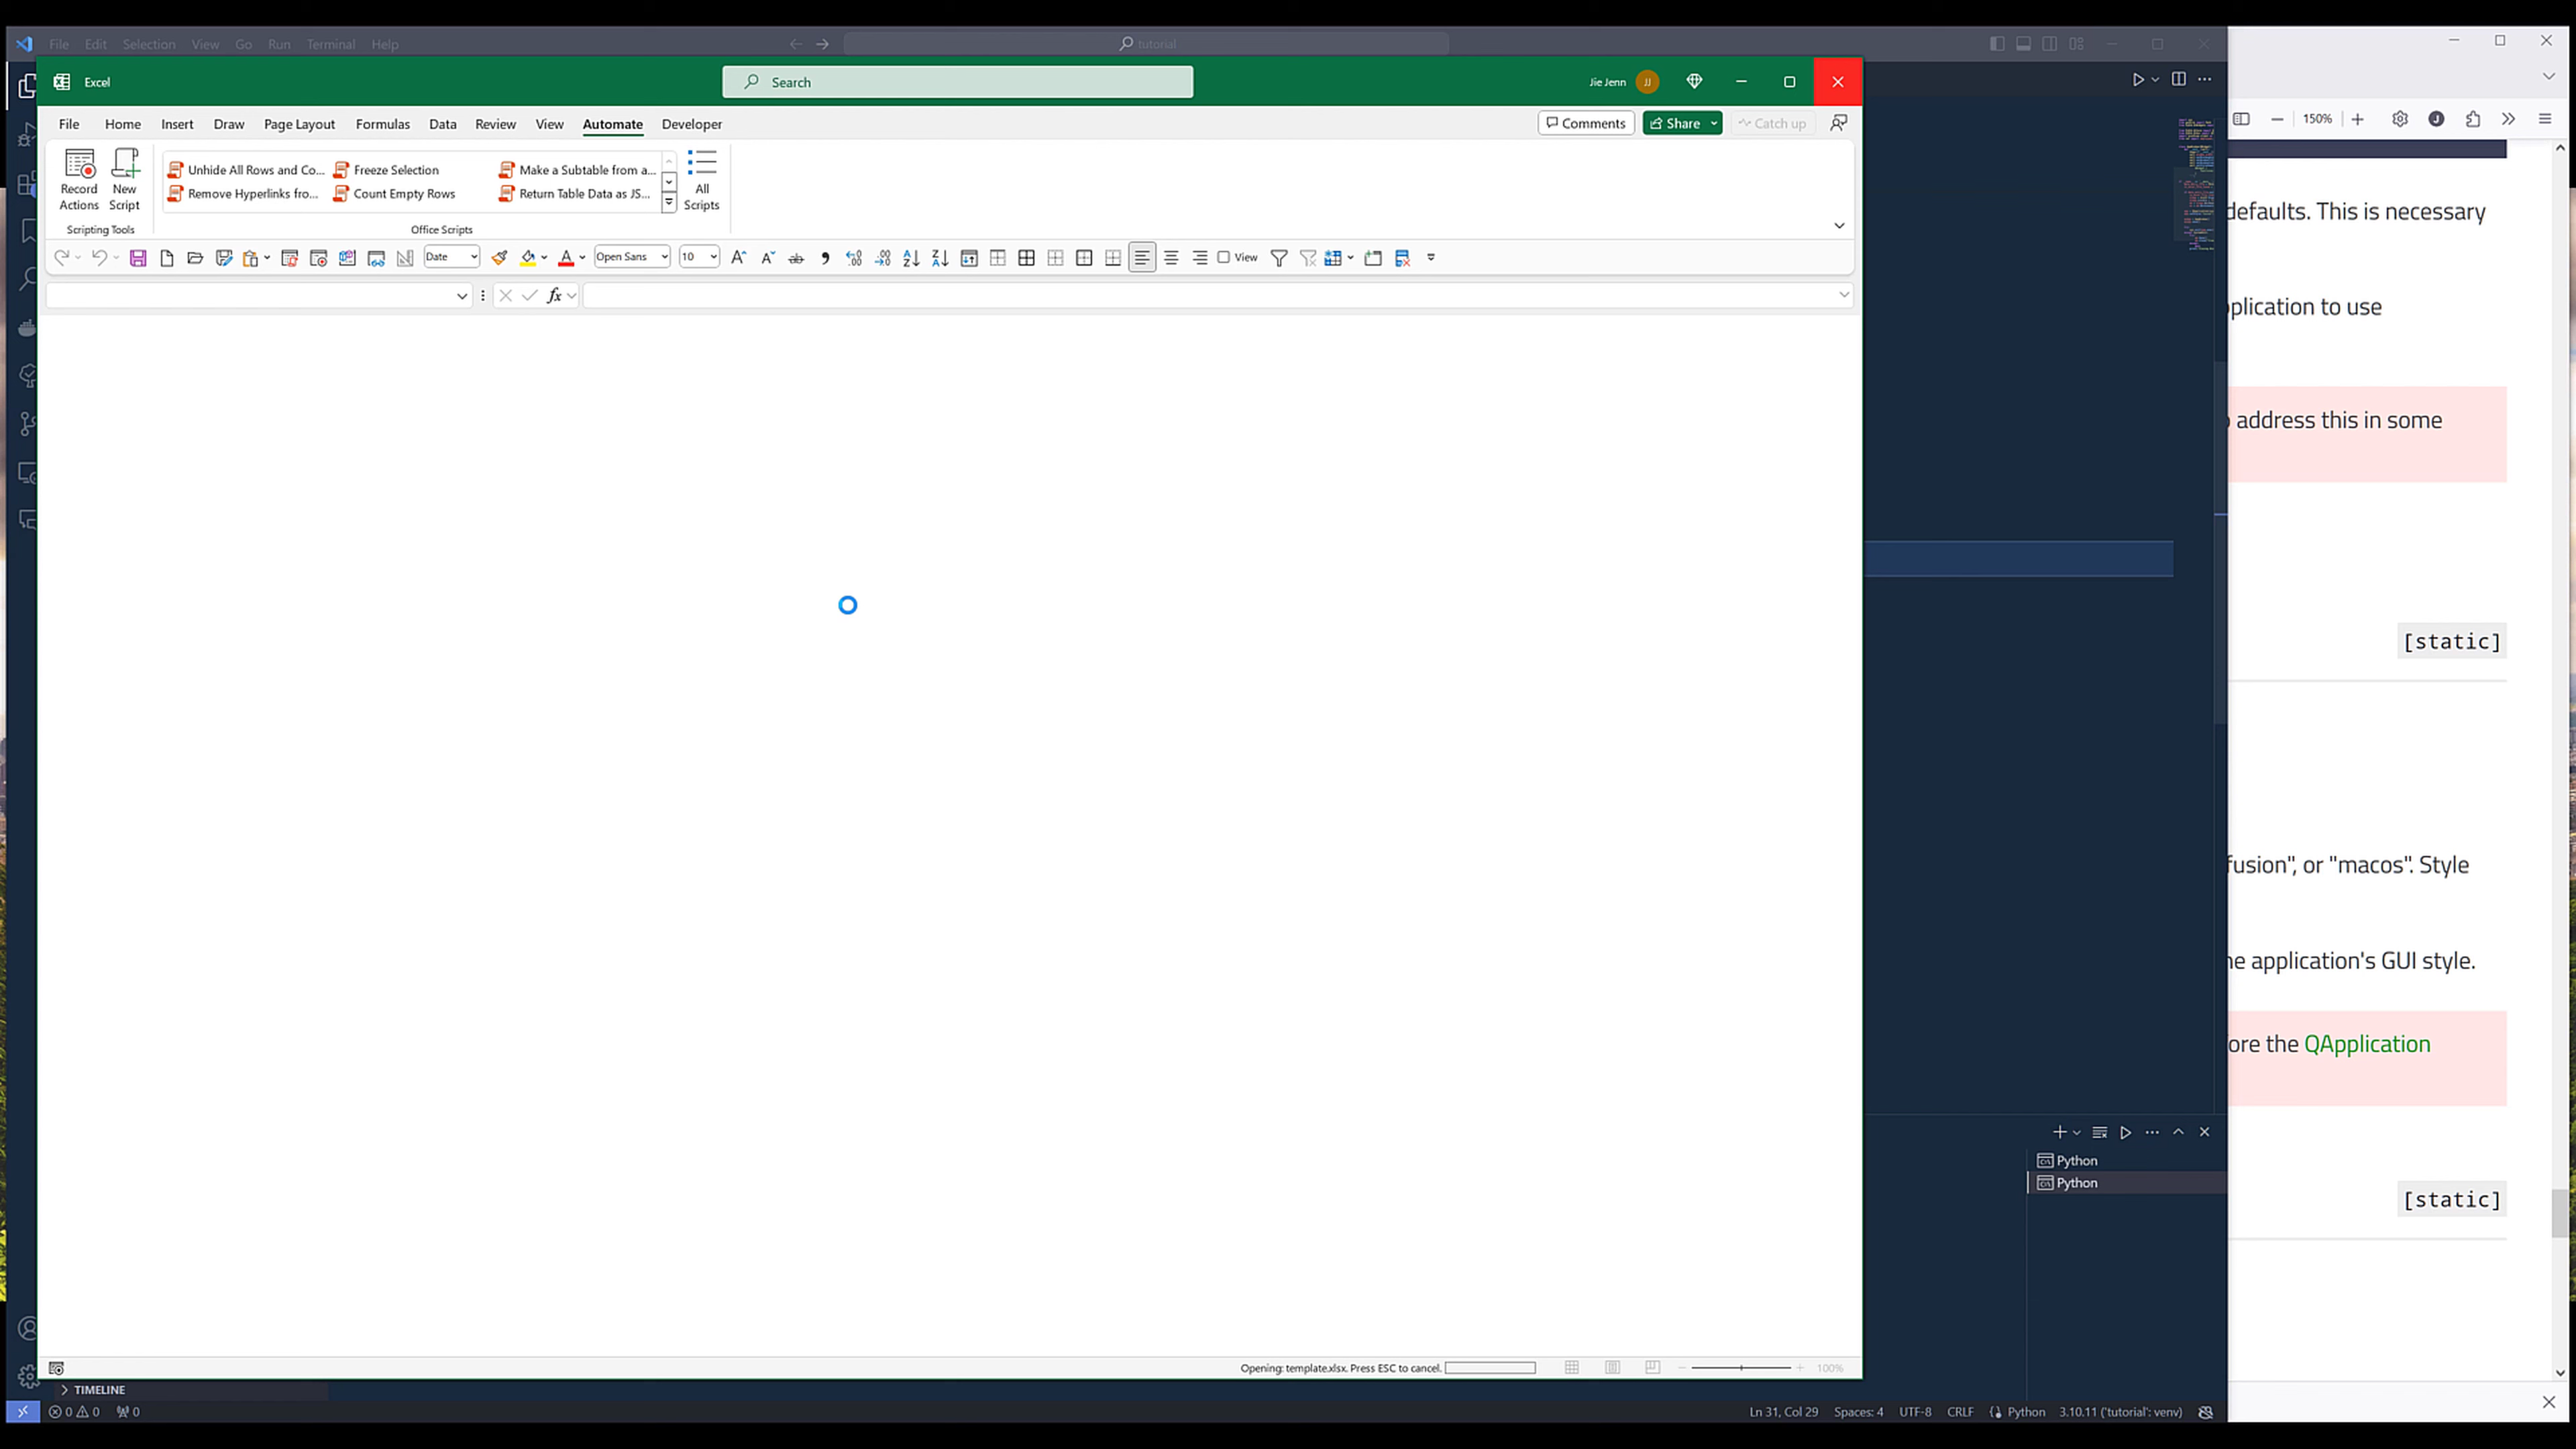 File Edit Selection View Go Run Terminal Help
tutorial
Excel
Search
Jie Jenn
JJ
File Home Insert Draw Page Layout Formulas Data Review View Automate Developer
Comments
Share
Catch up
150%
Record Actions
New Script
Unhide All Rows and Co...
Freeze Selection
Make a Subtable from a...
Remove Hyperlinks fro...
Count Empty Rows
Return Table Data as JS...
All Scripts
Scripting Tools
Office Scripts
Date
Open Sans
10
View
fx
defaults. This is necessary
plication to use
address this in some
[static]
fusion", or "macos". Style
he application's GUI style.
ore the QApplication
[static]
Python
Python
Opening: template.xlsx. Press ESC to cancel.
100%
TIMELINE
0 0 0
Ln 31, Col 29 Spaces: 4 UTF-8 CRLF Python 3.10.11 ('tutorial': venv)